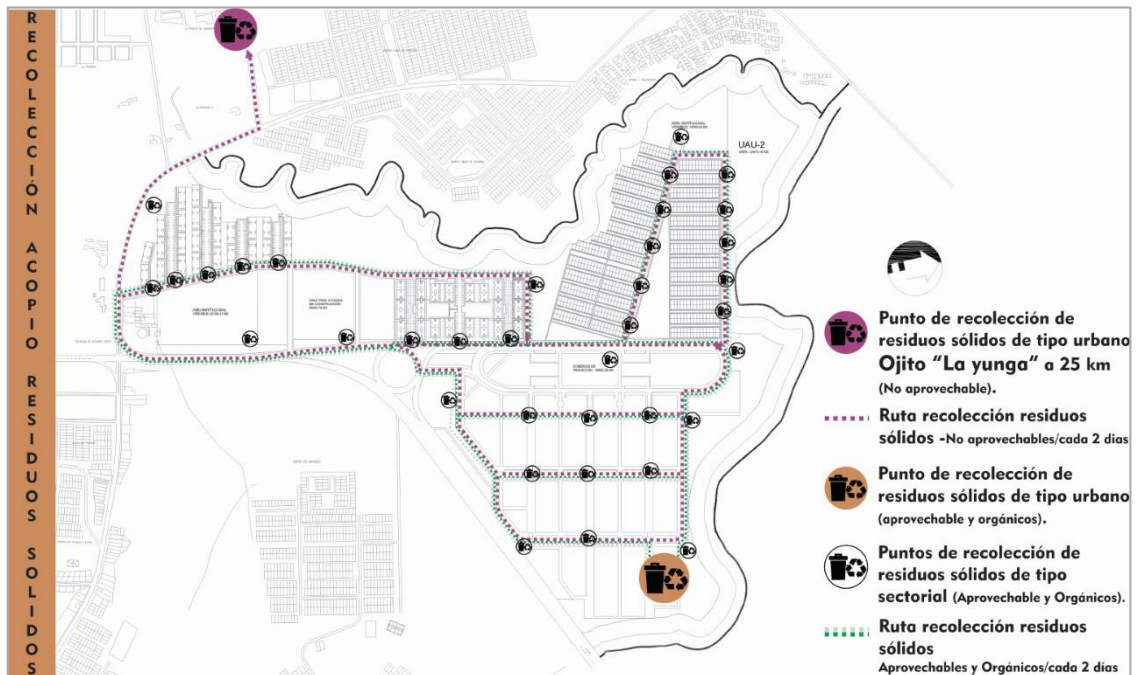 RECOLECCIÓN ACOPIO RESIDUOS SOLIDOS
UAU-2
Punto de recolección de
residuos sólidos de tipo urbano
Ojito "La yunga" a 25 km
(No aprovechable).
Ruta recolección residuos
sólidos -No aprovechables/cada 2 dias
Punto de recolección de
residuos sólidos de tipo urbano
(aprovechable y orgánicos).
Puntos de recolección de
residuos sólidos de tipo
sectorial (Aprovechable y Orgánicos).
Ruta recolección residuos
sólidos
Aprovechables y Orgánicos/cada 2 días